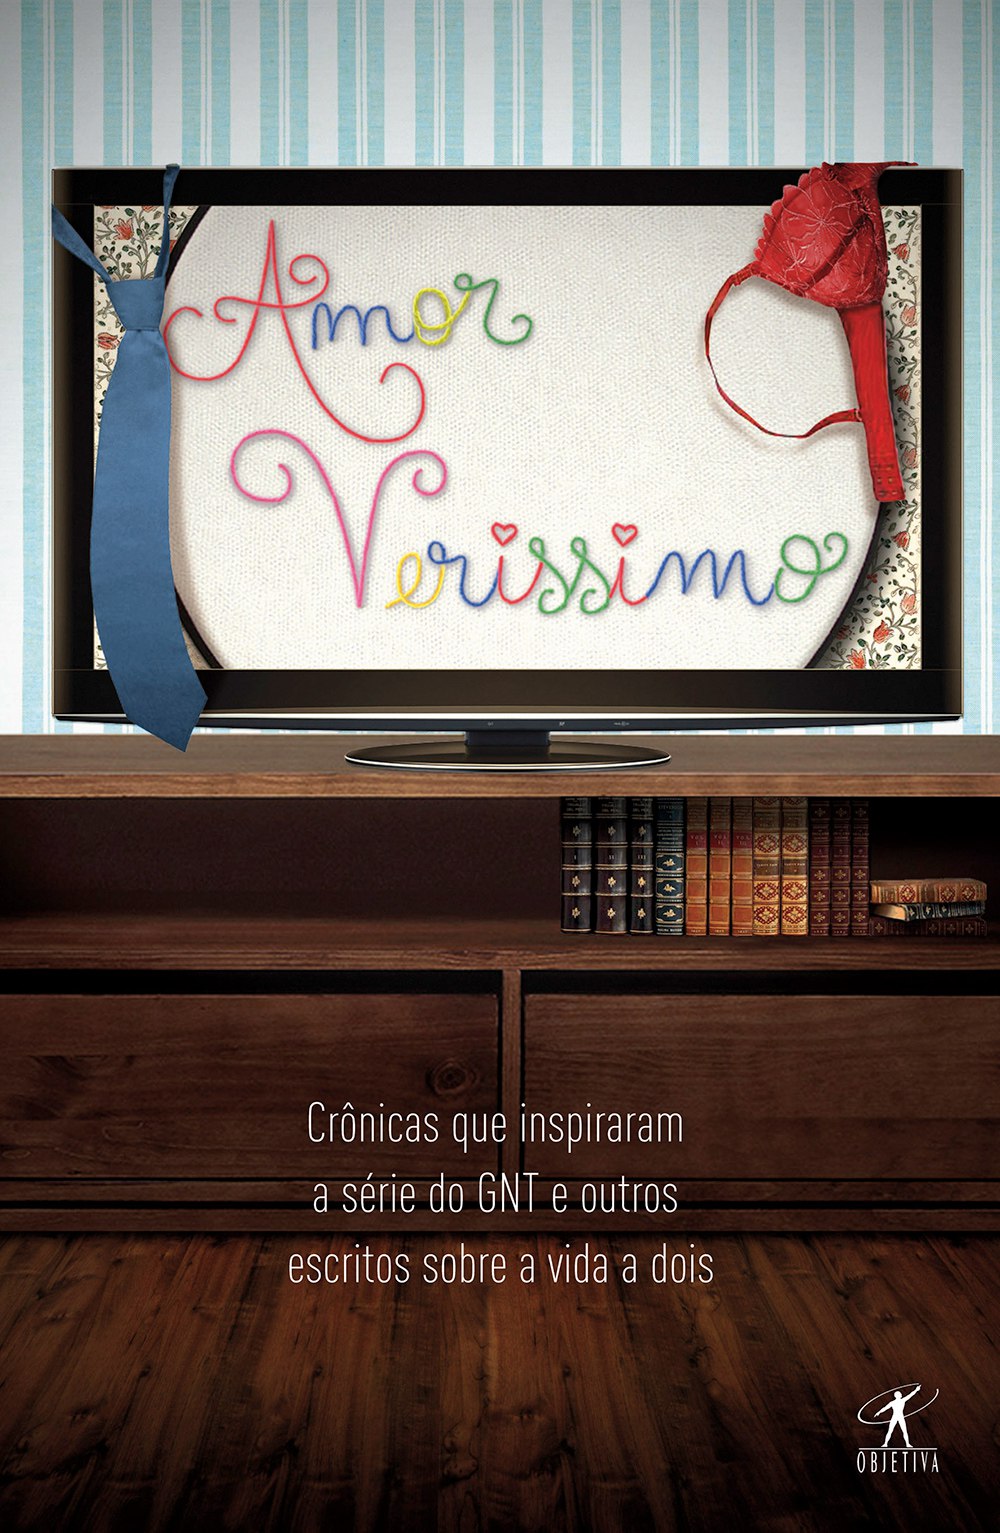 Amor
Verissimo
Crônicas que inspiraram
a série do GNT e outros
escritos sobre a vida a dois
OBJETIVA